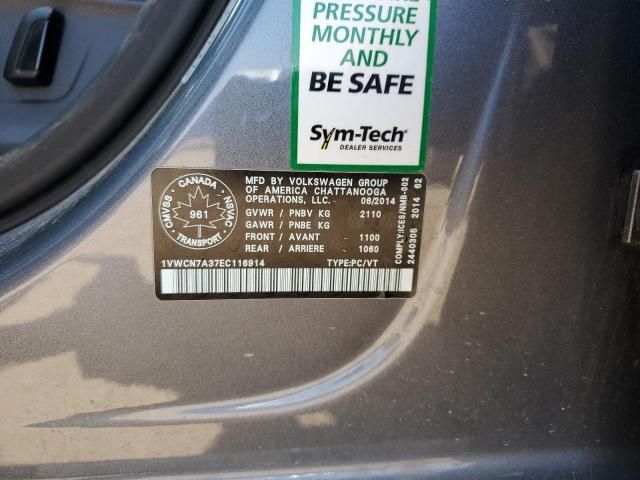 PRESSURE
MONTHLY
AND
BE SAFE
Sym-Tech
DEALER SERVICES
CANADA
CMVSS
NSVAC
961
TRANSPORT
MFD BY VOLKSWAGEN GROUP
OF AMERICA CHATTANOOGA
OPERATIONS, LLC. 06/2014
GVWR / PNBV KG 2110
GAWR / PNBE KG
FRONT / AVANT 1100
REAR / ARRIERE 1060
1VWCN7A37EC116914 TYPE:PC/VT
COMPLY:ICES/NMB-002
2440305 2014 62